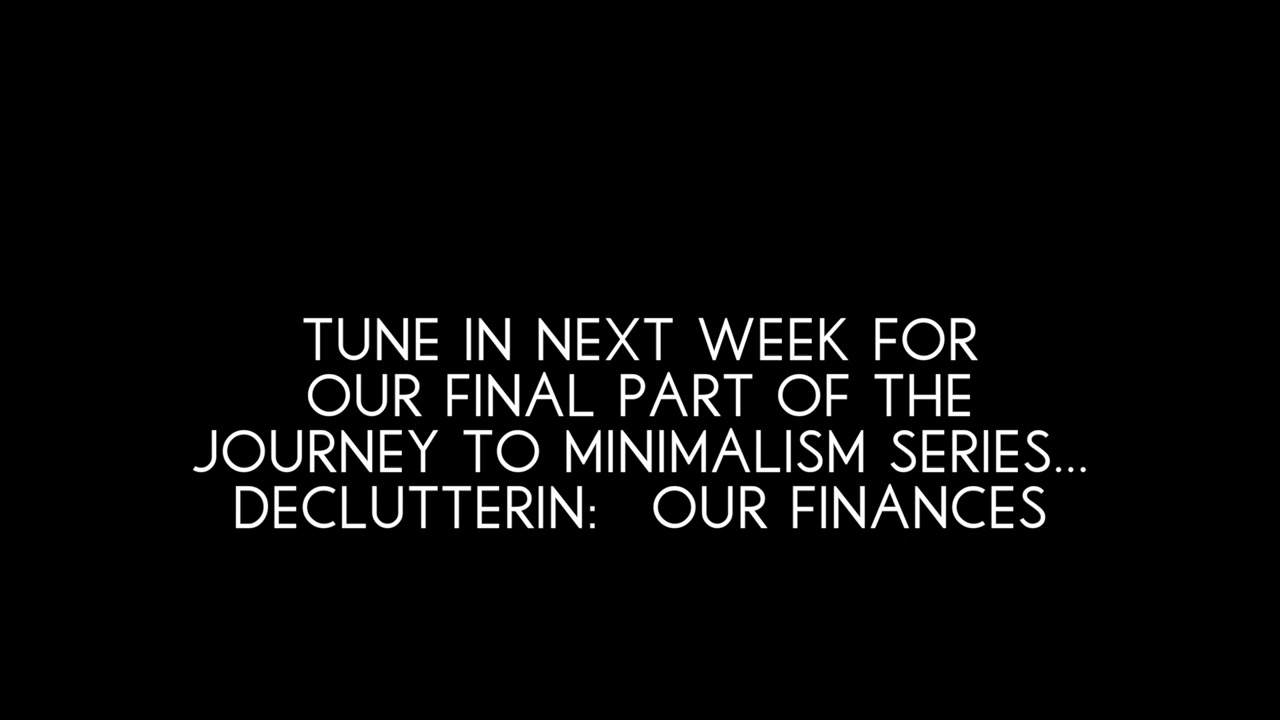 TUNE IN NEXT WEEK FOR
OUR FINAL PART OF THE
JOURNEY TO MINIMALISM SERIES...
DECLUTTERIN:   OUR FINANCES